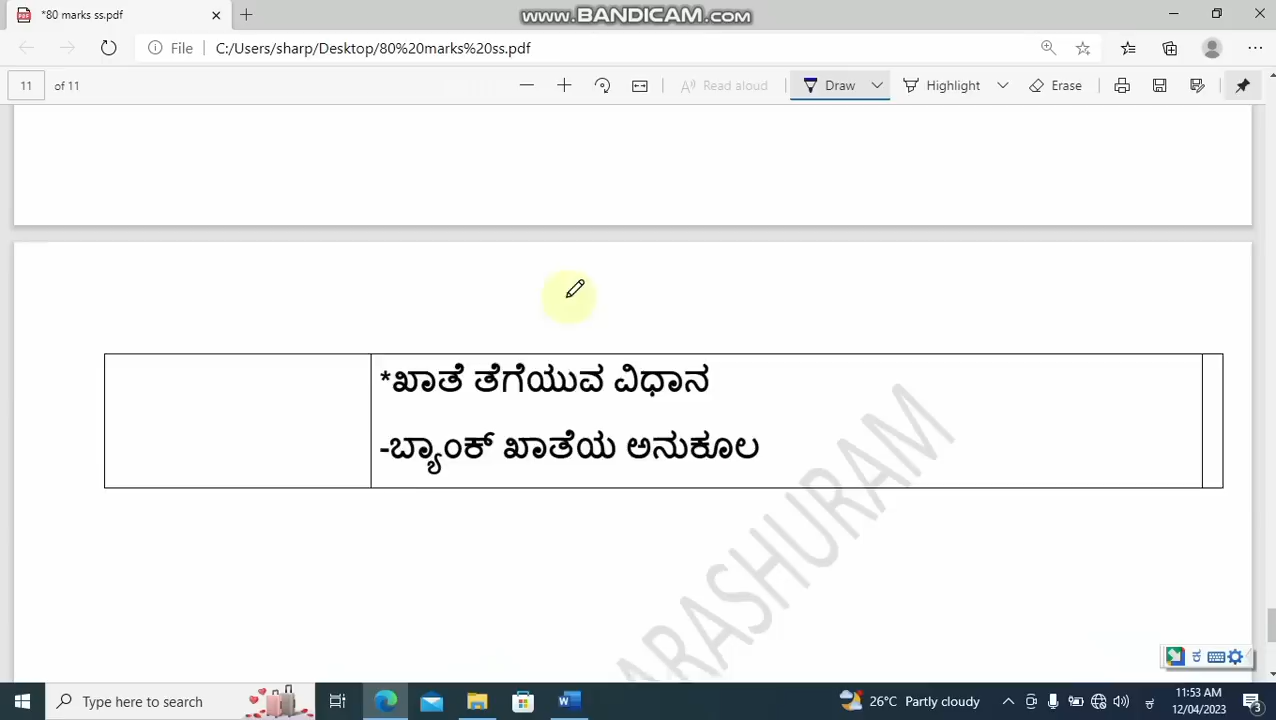 *80 marks ss.pdf
www.BANDICAM.com
File C:/Users/sharp/Desktop/80%20marks%20ss.pdf
11 of 11 Read aloud Draw Highlight Erase
*ಖಾತೆ ತೆಗೆಯುವ ವಿಧಾನ
-ಬ್ಯಾಂಕ್ ಖಾತೆಯ ಅನುಕೂಲ
ARASHURAM
ಕ
Type here to search 26°C Partly cloudy 11:53 AM
12/04/2023 3